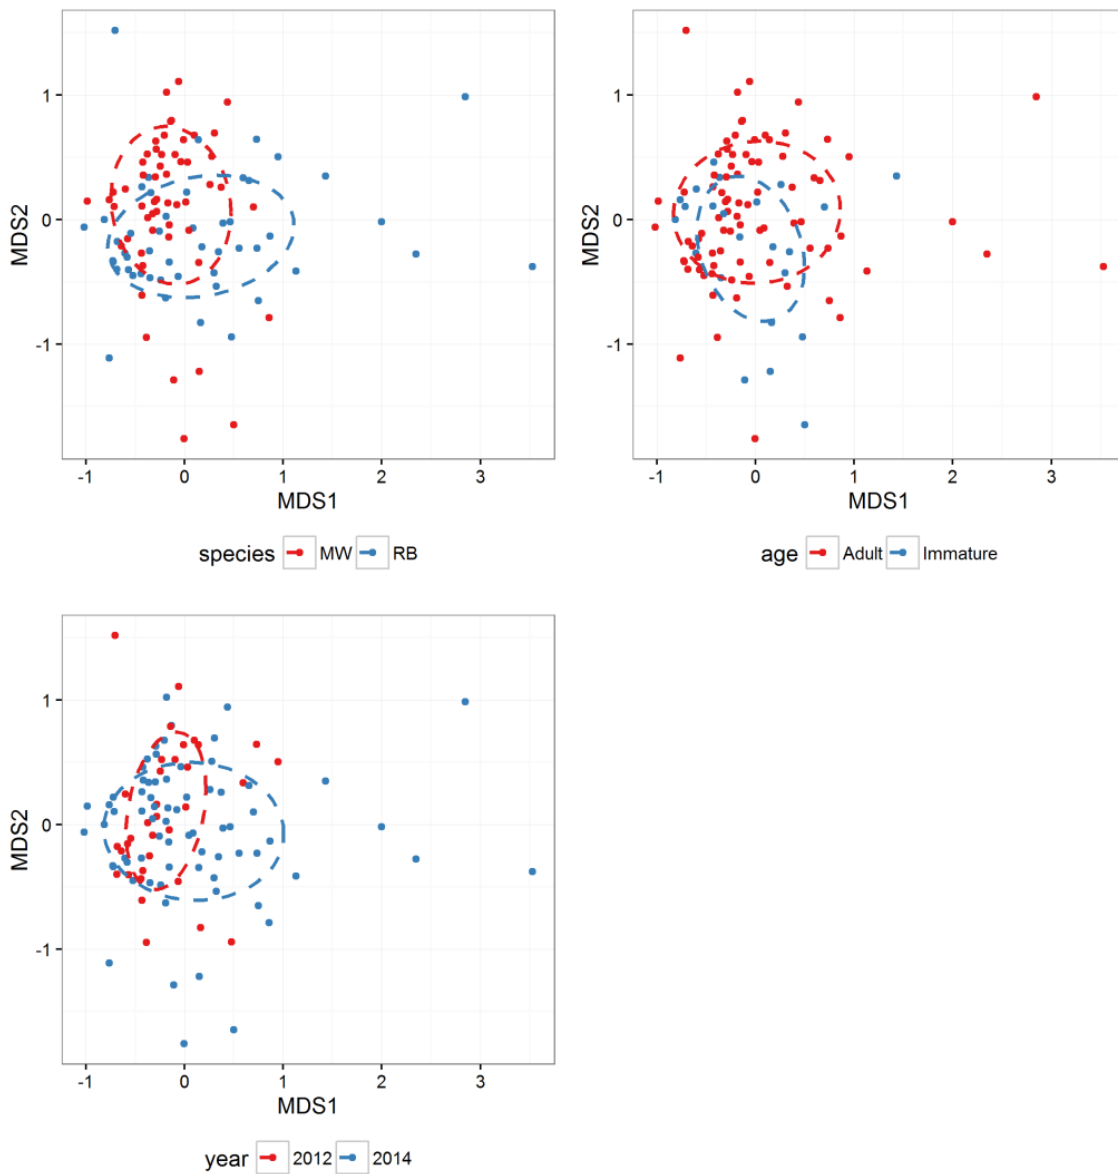 MDS2
1
0
-1
-1 0 1 2 3
MDS1
species MW RB
MDS2
1
0
-1
-1 0 1 2 3
MDS1
age Adult Immature
MDS2
1
0
-1
-1 0 1 2 3
MDS1
year 2012 2014